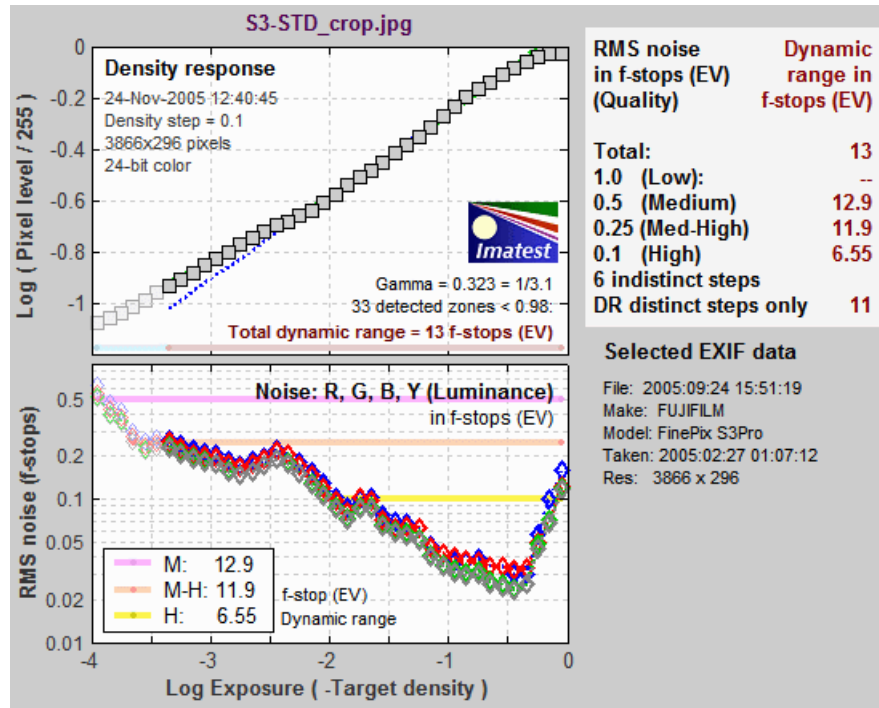 S3-STD_crop.jpg
Density response
24-Nov-2005 12:40:45
Density step = 0.1
3866x296 pixels
24-bit color
0
-0.2
-0.4
-0.6
-0.8
-1
Log ( Pixel level / 255 )
Imatest
Gamma = 0.323 = 1/3.1
33 detected zones < 0.98:
Total dynamic range = 13 f-stops (EV)
RMS noise Dynamic
in f-stops (EV) range in
(Quality) f-stops (EV)
Total: 13
1.0 (Low): --
0.5 (Medium) 12.9
0.25 (Med-High) 11.9
0.1 (High) 6.55
6 indistinct steps
DR distinct steps only 11
Selected EXIF data
File: 2005:09:24 15:51:19
Make: FUJIFILM
Model: FinePix S3Pro
Taken: 2005:02:27 01:07:12
Res: 3866 x 296
Noise: R, G, B, Y (Luminance)
in f-stops (EV)
0.5
0.2
0.1
0.05
0.02
0.01
RMS noise (f-stops)
M: 12.9
M-H: 11.9 f-stop (EV)
H: 6.55 Dynamic range
-4 -3 -2 -1 0
Log Exposure ( -Target density )